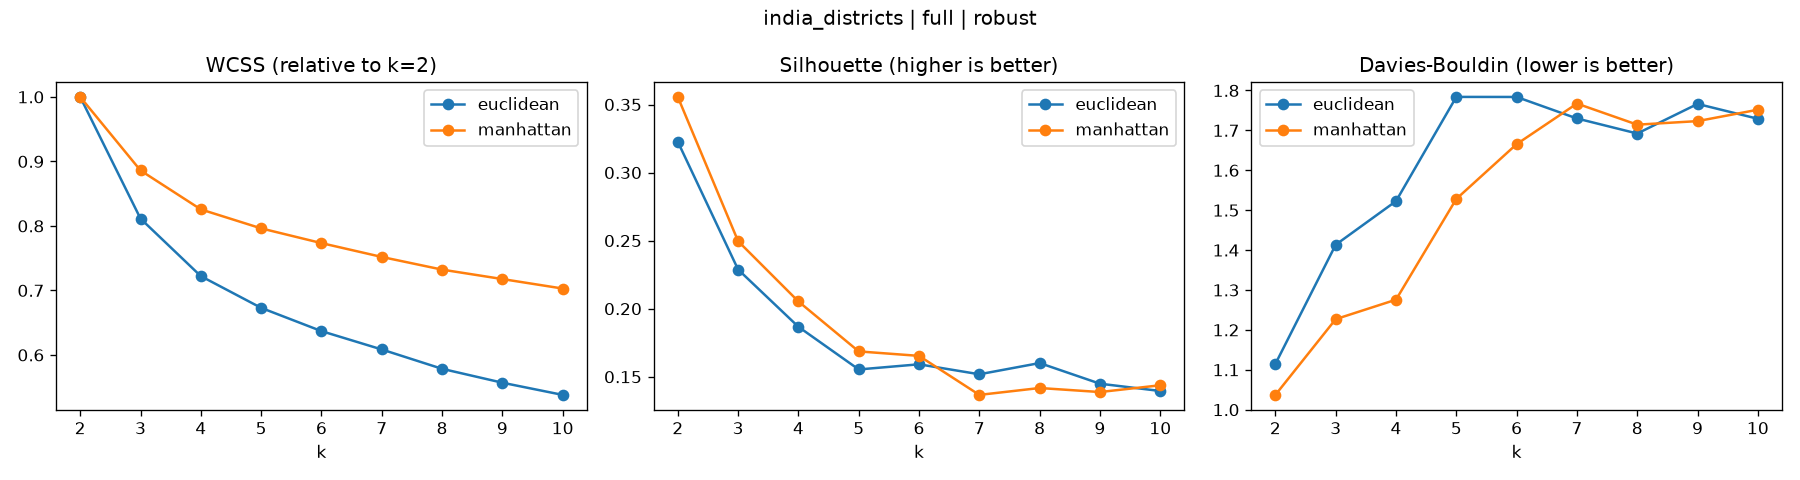 india_districts | full | robust
WCSS (relative to k=2)
1.0
0.9
0.8
0.7
0.6
euclidean
manhattan
2 3 4 5 6 7 8 9 10
k
Silhouette (higher is better)
0.35
0.30
0.25
0.20
0.15
euclidean
manhattan
2 3 4 5 6 7 8 9 10
k
Davies-Bouldin (lower is better)
1.8
1.7
1.6
1.5
1.4
1.3
1.2
1.1
1.0
euclidean
manhattan
2 3 4 5 6 7 8 9 10
k